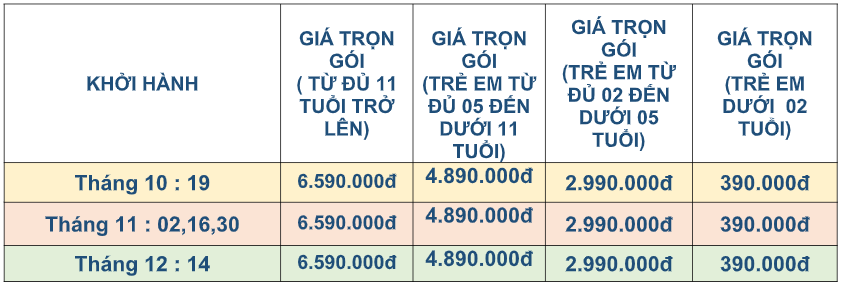 KHỞI HÀNH
GIÁ TRỌN
GÓI
( TỪ ĐỦ 11
TUỔI TRỞ
LÊN)
GIÁ TRỌN
GÓI
(TRẺ EM TỪ
ĐỦ 05 ĐẾN
DƯỚI 11
TUỔI)
GIÁ TRỌN
GÓI
(TRẺ EM TỪ
ĐỦ 02 ĐẾN
DƯỚI 05
TUỔI)
GIÁ TRỌN
GÓI
(TRẺ EM
DƯỚI 02
TUỔI)
Tháng 10 : 19 6.590.000đ 4.890.000đ 2.990.000đ 390.000đ
Tháng 11 : 02,16,30 6.590.000đ 4.890.000đ 2.990.000đ 390.000đ
Tháng 12 : 14 6.590.000đ 4.890.000đ 2.990.000đ 390.000đ